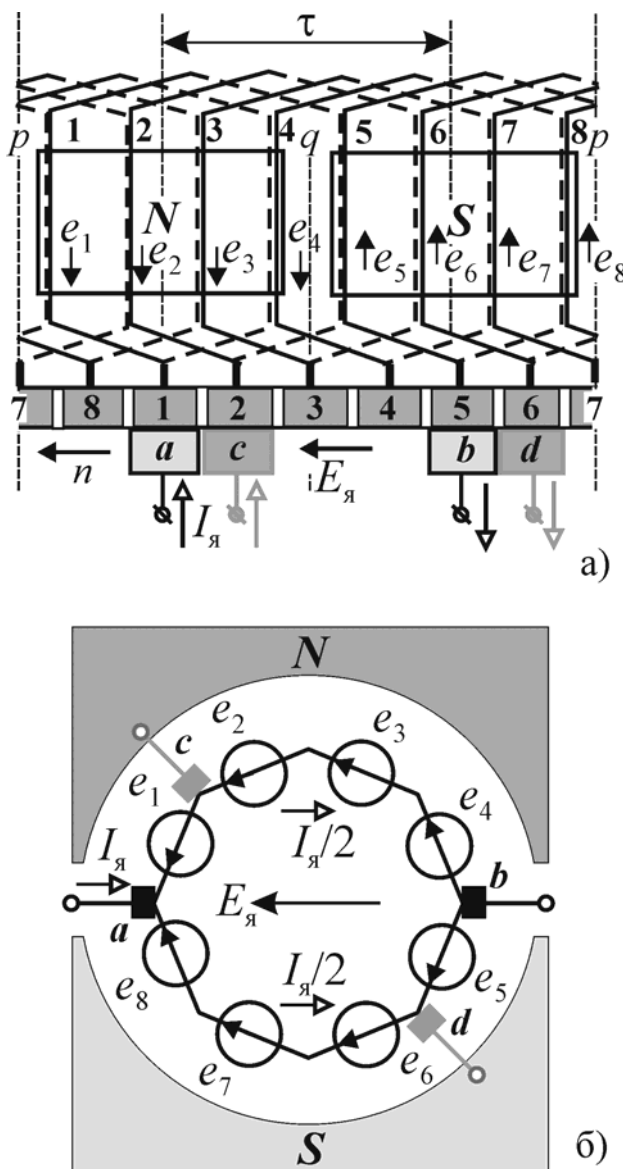 τ
1 2 3 4 5 6 7 8
p q p
N S
e₁ e₂ e₃ e₄ e₅ e₆ e₇ e₈
7 8 1 2 3 4 5 6 7
a c b d
n Eя
Iя
а)
N
e₂ e₃
c
e₁ e₄
Iя Iя/2 b
a Eя
e₈ Iя/2 e₅
d
e₇ e₆
S
б)